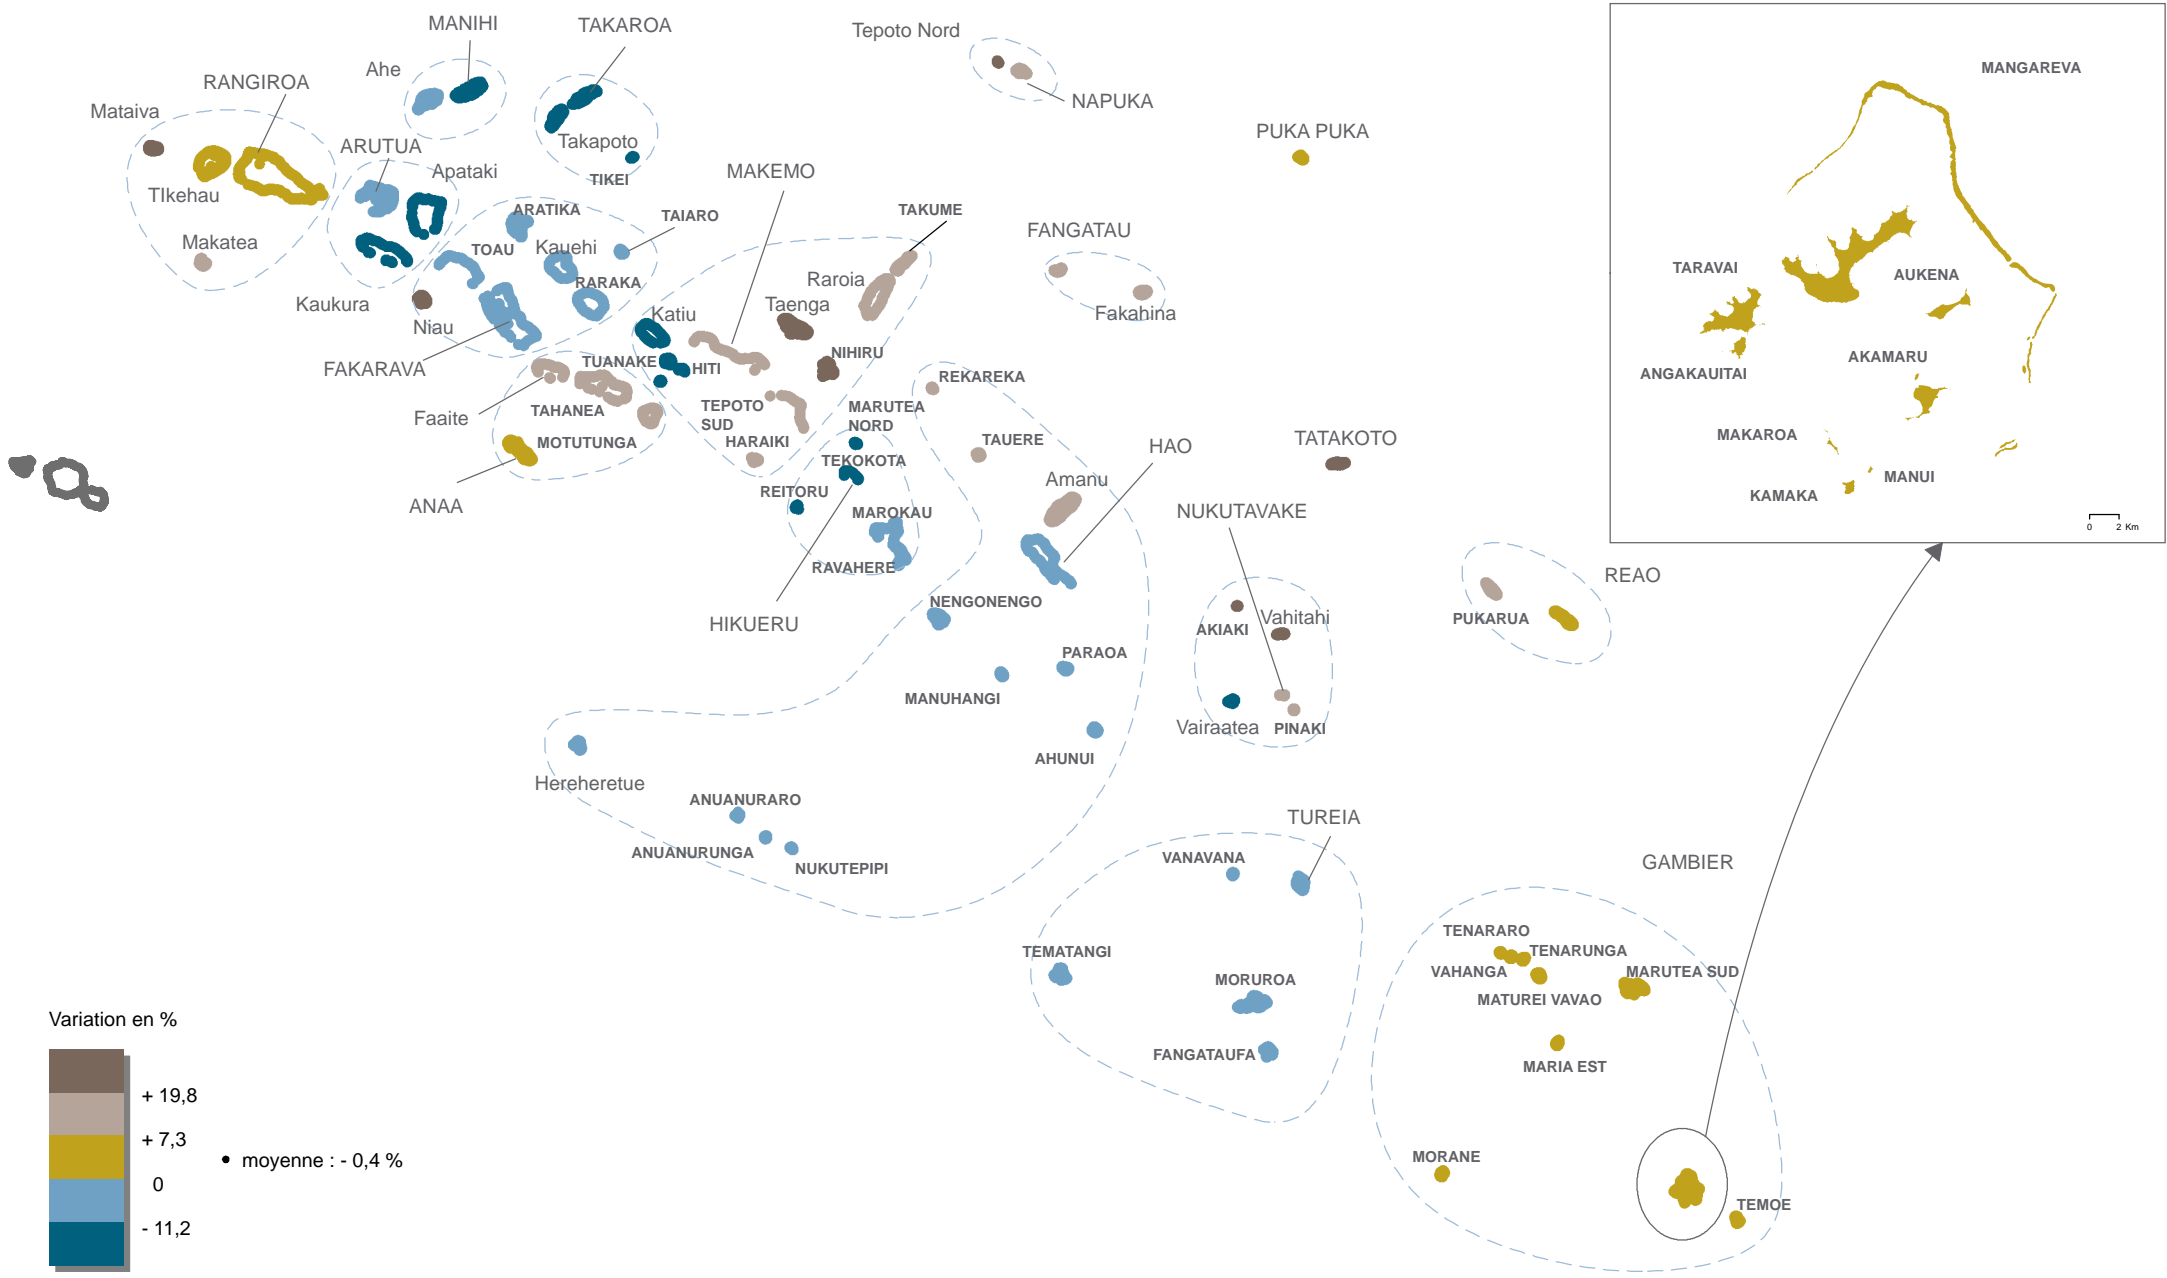 MANIHI
TAKAROA
Tepoto Nord
Ahe
RANGIROA
NAPUKA
Mataiva
ARUTUA
Takapoto
PUKA PUKA
Apataki
MAKEMO
TIKEI
TIkehau
ARATIKA
TAIARO
TAKUME
FANGATAU
Makatea
TOAU
Kauehi
Raroia
RARAKA
Kaukura
Taenga
Fakahina
Niau
Katiu
FAKARAVA
TUANAKE
HITI
NIHIRU
REKAREKA
Faaite
TAHANEA
TEPOTO
SUD
MARUTEA
NORD
MOTUTUNGA
HARAIKI
TAUERE
HAO
TATAKOTO
TEKOKOTA
ANAA
REITORU
Amanu
MAROKAU
NUKUTAVAKE
RAVAHERE
REAO
NENGONENGO
HIKUERU
AKIAKI
Vahitahi
PUKARUA
PARAOA
MANUHANGI
Vairaatea
PINAKI
AHUNUI
Hereheretue
ANUANURARO
ANUANURUNGA
NUKUTEPIPI
TUREIA
VANAVANA
GAMBIER
TEMATANGI
MORUROA
FANGATAUFA
TENARARO
TENARUNGA
VAHANGA
MARUTEA SUD
MATUREI VAVAO
MARIA EST
MORANE
TEMOE
MANGAREVA
TARAVAI
AUKENA
AKAMARU
ANGAKAUITAI
MAKAROA
MANUI
KAMAKA
0 2 Km
Variation en %
+ 19,8
+ 7,3
• moyenne : - 0,4 %
0
- 11,2